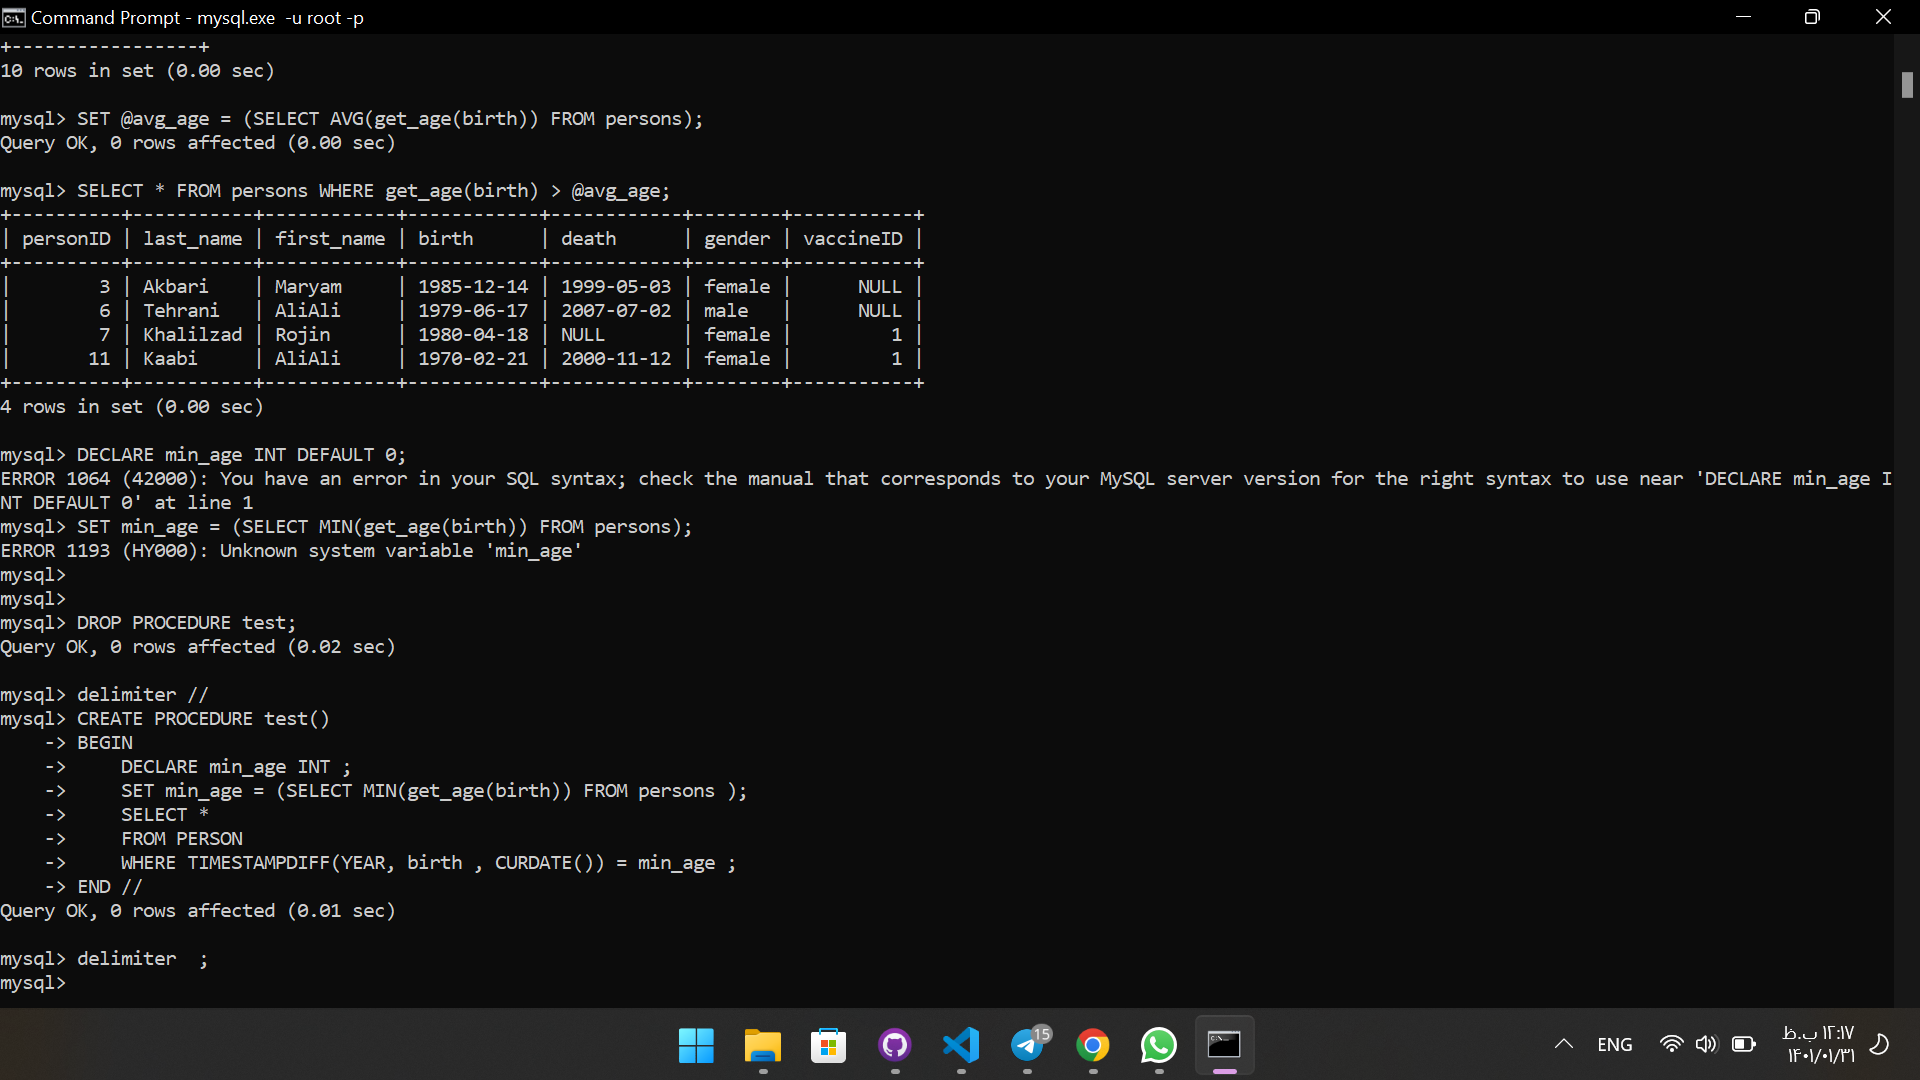 Command Prompt - mysql.exe  -u root -p
+-----------------+
10 rows in set (0.00 sec)
mysql> SET @avg_age = (SELECT AVG(get_age(birth)) FROM persons);
Query OK, 0 rows affected (0.00 sec)
mysql> SELECT * FROM persons WHERE get_age(birth) > @avg_age;
+----------+-----------+------------+------------+------------+--------+-----------+
| personID | last_name | first_name | birth      | death      | gender | vaccineID |
+----------+-----------+------------+------------+------------+--------+-----------+
|        3 | Akbari    | Maryam     | 1985-12-14 | 1999-05-03 | female |      NULL |
|        6 | Tehrani   | AliAli     | 1979-06-17 | 2007-07-02 | male   |      NULL |
|        7 | Khalilzad | Rojin      | 1980-04-18 | NULL       | female |         1 |
|       11 | Kaabi     | AliAli     | 1970-02-21 | 2000-11-12 | female |         1 |
+----------+-----------+------------+------------+------------+--------+-----------+
4 rows in set (0.00 sec)
mysql> DECLARE min_age INT DEFAULT 0;
ERROR 1064 (42000): You have an error in your SQL syntax; check the manual that corresponds to your MySQL server version for the right syntax to use near 'DECLARE min_age I
NT DEFAULT 0' at line 1
mysql> SET min_age = (SELECT MIN(get_age(birth)) FROM persons);
ERROR 1193 (HY000): Unknown system variable 'min_age'
mysql>
mysql>
mysql> DROP PROCEDURE test;
Query OK, 0 rows affected (0.02 sec)
mysql> delimiter //
mysql> CREATE PROCEDURE test()
    -> BEGIN
    ->     DECLARE min_age INT ;
    ->     SET min_age = (SELECT MIN(get_age(birth)) FROM persons );
    ->     SELECT *
    ->     FROM PERSON
    ->     WHERE TIMESTAMPDIFF(YEAR, birth , CURDATE()) = min_age ;
    -> END //
Query OK, 0 rows affected (0.01 sec)
mysql> delimiter  ;
mysql>
15
ENG
۱۲:۱۷ ب.ظ
۱۴۰۱/۰۱/۳۱